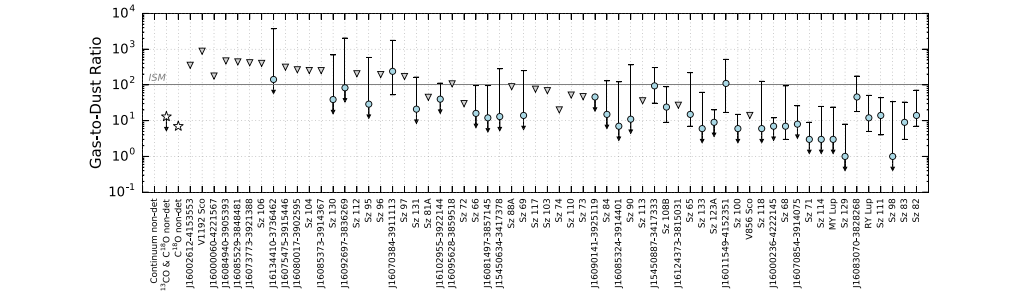 10^4
10^3
10^2
10^1
10^0
10^-1
Gas-to-Dust Ratio
ISM
Continuum non-det
^13CO & C^18O non-det
C^18O non-det
J16002612-4153553
V1192 Sco
J16000060-4221567
J16084940-3905393
J16085529-3848481
J16073773-3921388
Sz 106
J16134410-3736462
J16075475-3915446
J16080017-3902595
J16085373-3914367
Sz 130
J16092697-3836269
Sz 112
Sz 95
Sz 96
J16070384-3911113
Sz 97
Sz 131
Sz 81A
J16102955-3922144
J16095628-3859518
Sz 72
Sz 66
J16081497-3857145
J15450634-3417378
Sz 88A
Sz 69
Sz 117
Sz 103
Sz 74
Sz 110
Sz 73
J16090141-3925119
Sz 84
J16085324-3914401
Sz 90
Sz 113
J15450887-3417333
Sz 108B
J16124373-3815031
Sz 65
Sz 133
Sz 123A
J16011549-4152351
Sz 100
V856 Sco
Sz 118
J16000236-4222145
Sz 68
J16070854-3914075
Sz 71
Sz 114
MY Lup
Sz 129
J16083070-3828268
RY Lup
Sz 111
Sz 98
Sz 83
Sz 82